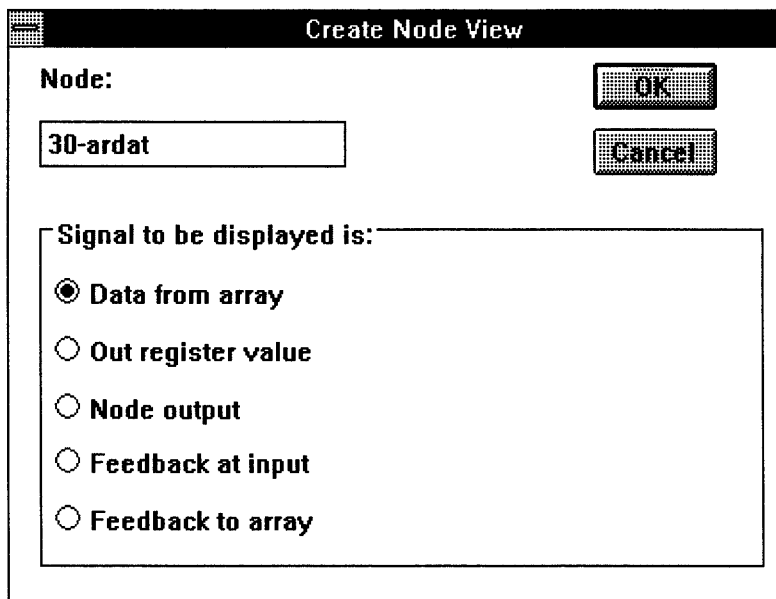 Create Node View
Node:
OK
30-ardat
Cancel
Signal to be displayed is:
Data from array
Out register value
Node output
Feedback at input
Feedback to array